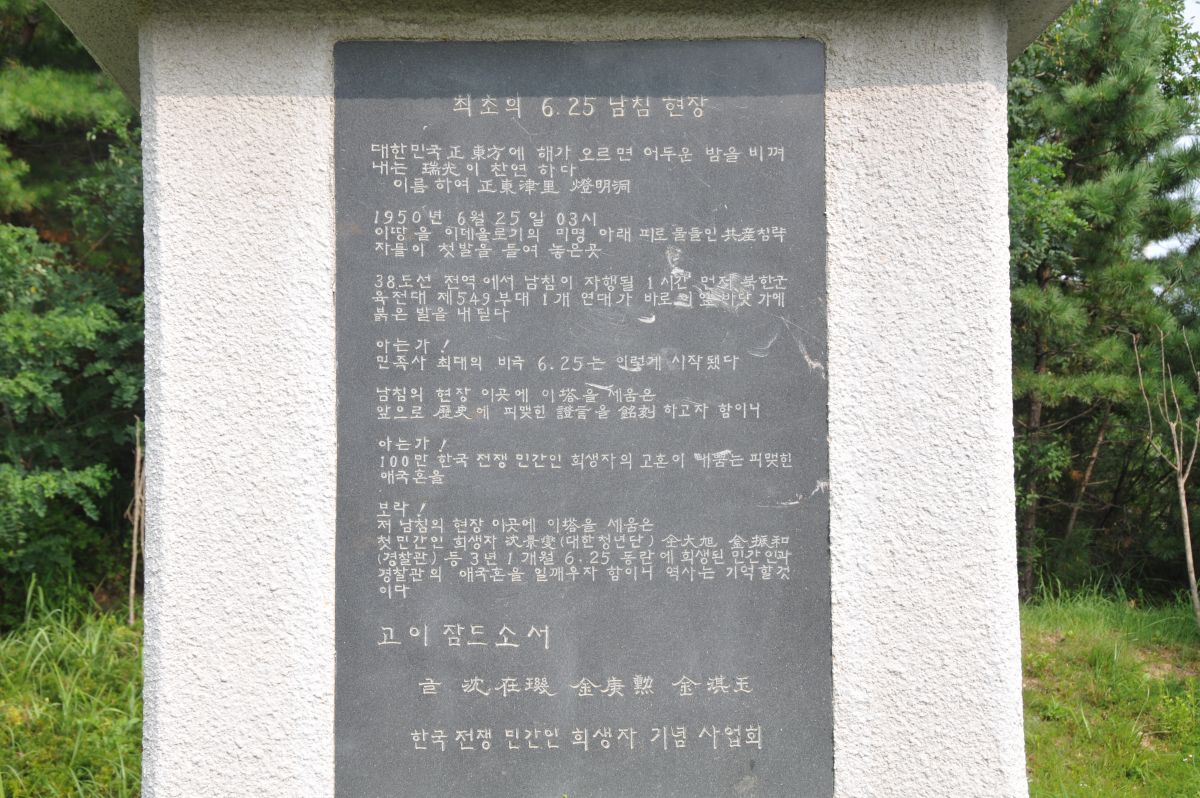 최초의 6.25 남침 현장
대한민국 正東方에 해가 오르면 어두운 밤을 비껴
내는 瑞光이 찬연 하다
이름 하여 正東津里 燈明洞
1950년 6월 25일 03시
이땅을 이데올로기의 미명 아래 피로 물들인 共産침략
자들이 첫발을 들여 놓은곳
38도선 전역에서 남침이 자행될 1시간 먼저 북한군
육전대 제549부대 1개 연대가 바로 이앞 바닷가에
붉은 발을 내 딛다
아는가!
민족사 최대의 비극 6.25는 이렇게 시작됐다
남침의 현장 이곳에 이塔을 세움은
앞으로 歷史에 피맺힌 證言을 銘刻 하고자 함이니
아는가!
100만 한국 전쟁 민간인 희생자의 고혼이 내뿜는 피맺힌
애국혼을
보라!
저 남침의 현장 이곳에 이塔을 세움은
첫 민간인 희생자 沈景燮(대한청년단) 金大旭 金振和
(경찰관) 등 3년 1개월 6.25 동란에 희생된 민간인과
경찰관의 애국혼을 일깨우자 함이니 역사는 기억할것
이다
고이 잠드소서
글 沈在璣 金庚勲 金淇玉
한국 전쟁 민간인 희생자 기념 사업회